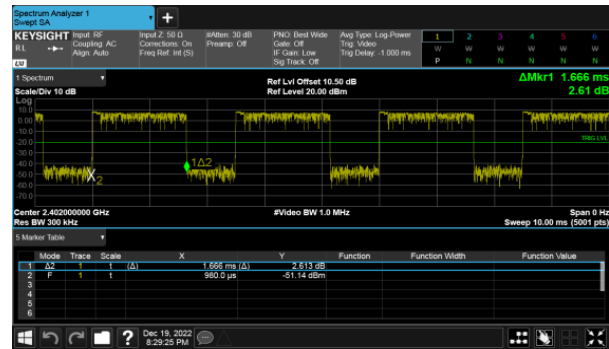 Spectrum Analyzer 1
Swept SA
+
KEYSIGHT Input: RF Input Z: 50 Ω #Atten: 30 dB PNO: Best Wide Avg Type: Log-Power 1 2 3 4 5 6
RL Coupling: AC Corrections: On Preamp: Off Gate: Off Trig: Video W W W W W W
Align: Auto Freq Ref: Int (S) IF Gain: Low Trig Delay: -1.000 ms P N N N N N
Sig Track: Off
LXI
1 Spectrum
Ref Lvl Offset 10.50 dB ΔMkr1 1.666 ms
Scale/Div 10 dB Ref Level 20.00 dBm 2.61 dB
Log
10.0
0.00
-10.0
-20.0 TRIG LVL
-30.0
-40.0 1Δ2
-50.0 X2
-60.0
-70.0
Center 2.402000000 GHz #Video BW 1.0 MHz Span 0 Hz
Res BW 300 kHz Sweep 10.00 ms (5001 pts)
5 Marker Table
Mode Trace Scale X Y Function Function Width Function Value
1 Δ2 1 t (Δ) 1.666 ms (Δ) 2.613 dB
2 F 1 t 980.0 µs -51.14 dBm
3
4
5
6
? Dec 19, 2022
8:29:25 PM